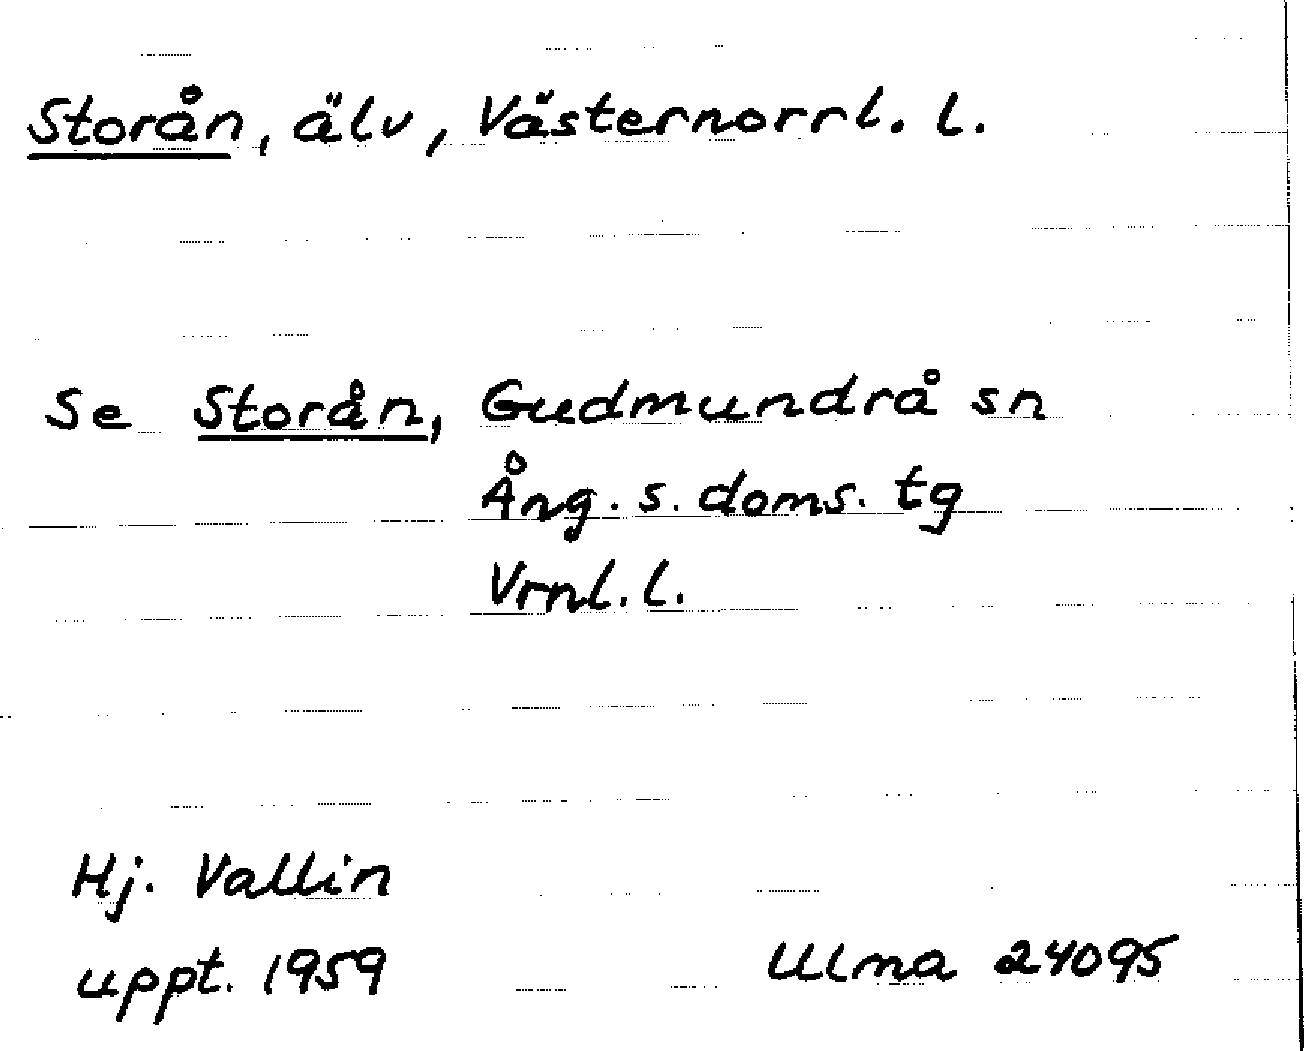 Storån, älv, Västernorrl. l.
Se Storån, Gudmundrå sn
Ång. s. doms. tg
Vrnl. l.
Hj. Vallin
uppt. 1959
Ulma 24095